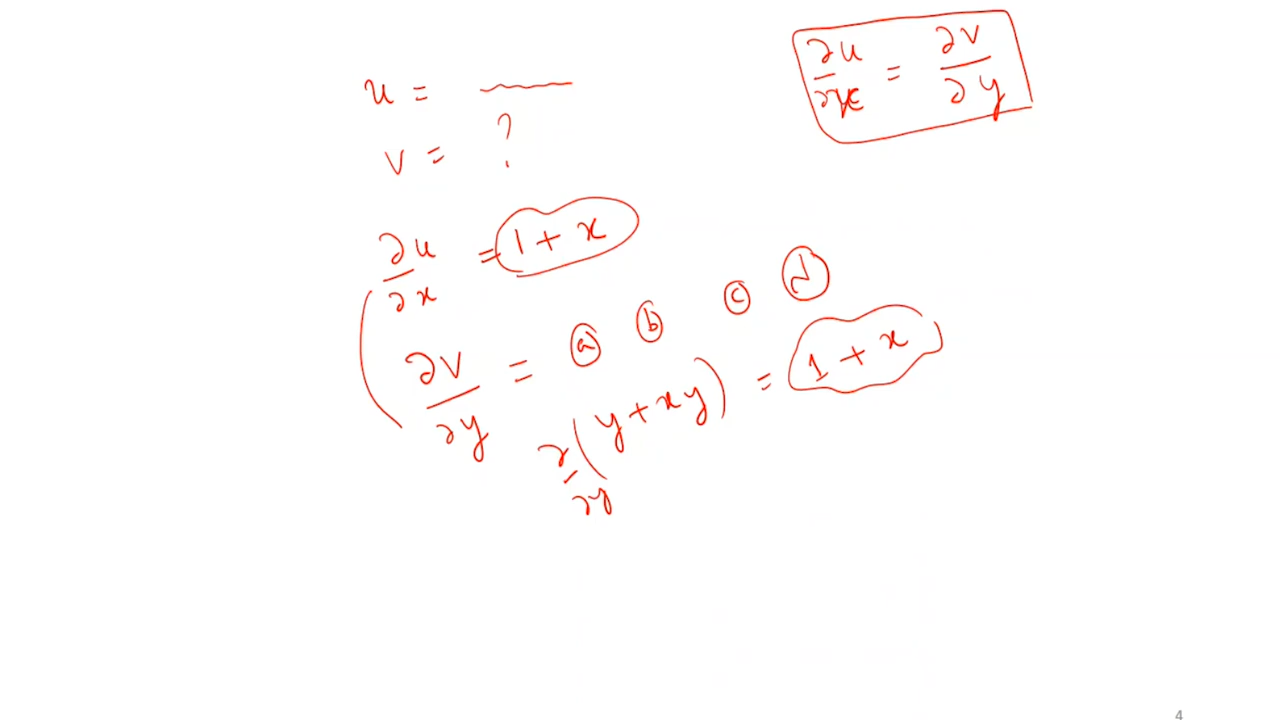 u =
∂u/∂x = ∂v/∂y
v = ?
∂u/∂x = 1 + x
∂v/∂y = ⓐ ⓑ ⓒ ⓓ
∂/∂y (y + xy) = 1 + x
4